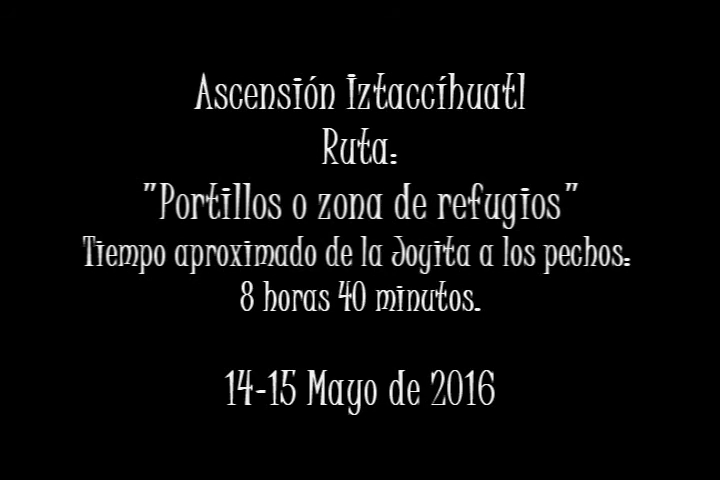 Ascensión Iztaccíhuatl
Ruta:
"Portillos o zona de refugios"
Tiempo aproximado de la Joyita a los pechos:
8 horas 40 minutos.
14-15 Mayo de 2016